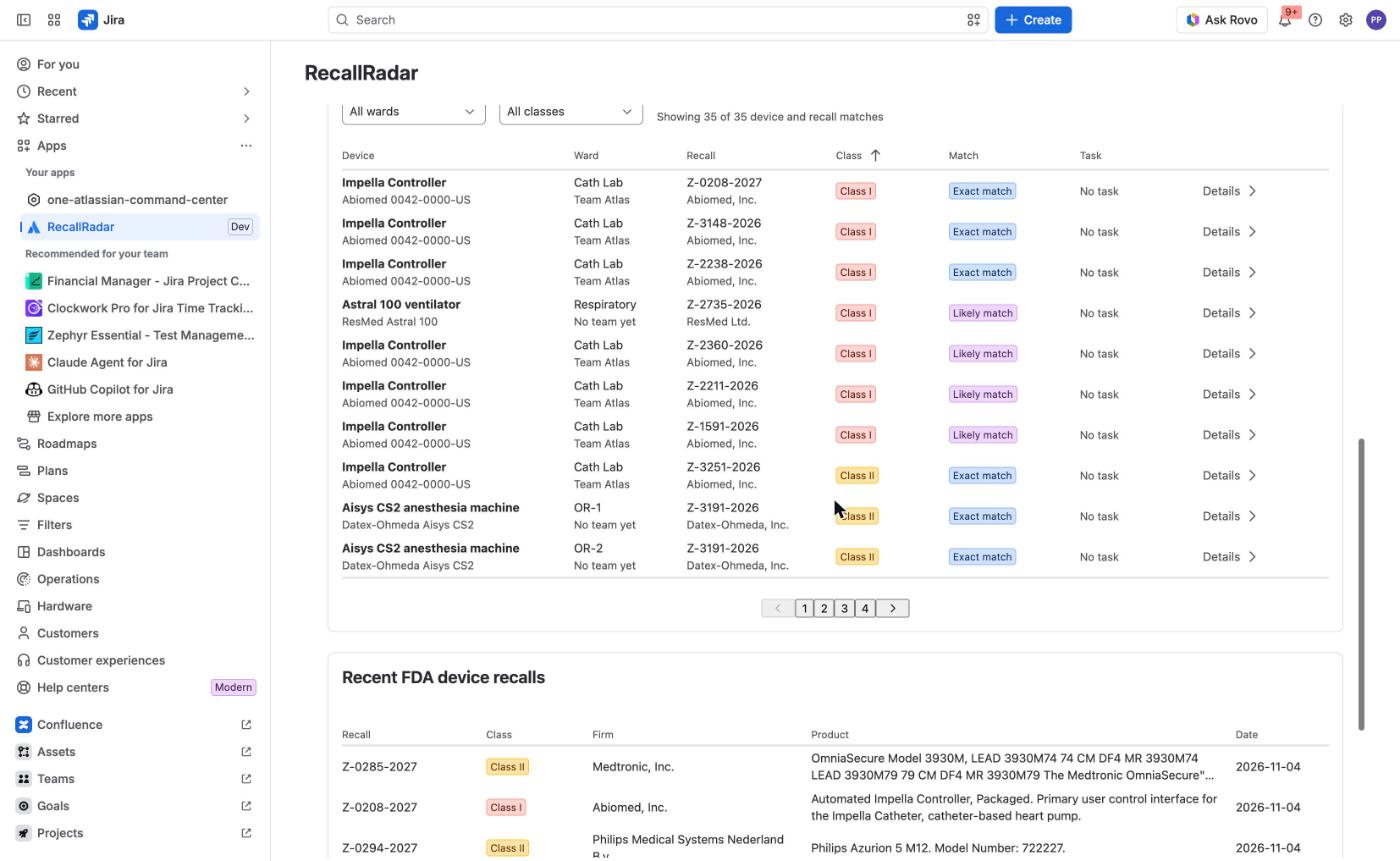 Jira
Search
Create
Ask Rovo
9+
PP
For you
Recent
Starred
Apps
Your apps
one-atlassian-command-center
RecallRadar
Dev
Recommended for your team
Financial Manager - Jira Project C...
Clockwork Pro for Jira Time Tracki...
Zephyr Essential - Test Manageme...
Claude Agent for Jira
GitHub Copilot for Jira
Explore more apps
Roadmaps
Plans
Spaces
Filters
Dashboards
Operations
Hardware
Customers
Customer experiences
Help centers
Modern
Confluence
Assets
Teams
Goals
Projects
RecallRadar
All wards
All classes
Showing 35 of 35 device and recall matches
Device Ward Recall Class Match Task
Impella Controller Cath Lab Z-0208-2027 Class I Exact match No task Details
Abiomed 0042-0000-US Team Atlas Abiomed, Inc.
Impella Controller Cath Lab Z-3148-2026 Class I Exact match No task Details
Abiomed 0042-0000-US Team Atlas Abiomed, Inc.
Impella Controller Cath Lab Z-2238-2026 Class I Exact match No task Details
Abiomed 0042-0000-US Team Atlas Abiomed, Inc.
Astral 100 ventilator Respiratory Z-2735-2026 Class I Likely match No task Details
ResMed Astral 100 No team yet ResMed Ltd.
Impella Controller Cath Lab Z-2360-2026 Class I Likely match No task Details
Abiomed 0042-0000-US Team Atlas Abiomed, Inc.
Impella Controller Cath Lab Z-2211-2026 Class I Likely match No task Details
Abiomed 0042-0000-US Team Atlas Abiomed, Inc.
Impella Controller Cath Lab Z-1591-2026 Class I Likely match No task Details
Abiomed 0042-0000-US Team Atlas Abiomed, Inc.
Impella Controller Cath Lab Z-3251-2026 Class II Exact match No task Details
Abiomed 0042-0000-US Team Atlas Abiomed, Inc.
Aisys CS2 anesthesia machine OR-1 Z-3191-2026 Class II Exact match No task Details
Datex-Ohmeda Aisys CS2 No team yet Datex-Ohmeda, Inc.
Aisys CS2 anesthesia machine OR-2 Z-3191-2026 Class II Exact match No task Details
Datex-Ohmeda Aisys CS2 No team yet Datex-Ohmeda, Inc.
1 2 3 4
Recent FDA device recalls
Recall Class Firm Product Date
Z-0285-2027 Class II Medtronic, Inc. OmniaSecure Model 3930M, LEAD 3930M74 74 CM DF4 MR 3930M74 2026-11-04
LEAD 3930M79 79 CM DF4 MR 3930M79 The Medtronic OmniaSecure"...
Z-0208-2027 Class I Abiomed, Inc. Automated Impella Controller, Packaged. Primary user control interface for 2026-11-04
the Impella Catheter, catheter-based heart pump.
Z-0294-2027 Class II Philips Medical Systems Nederland Philips Azurion 5 M12. Model Number: 722227. 2026-11-04
B.v.